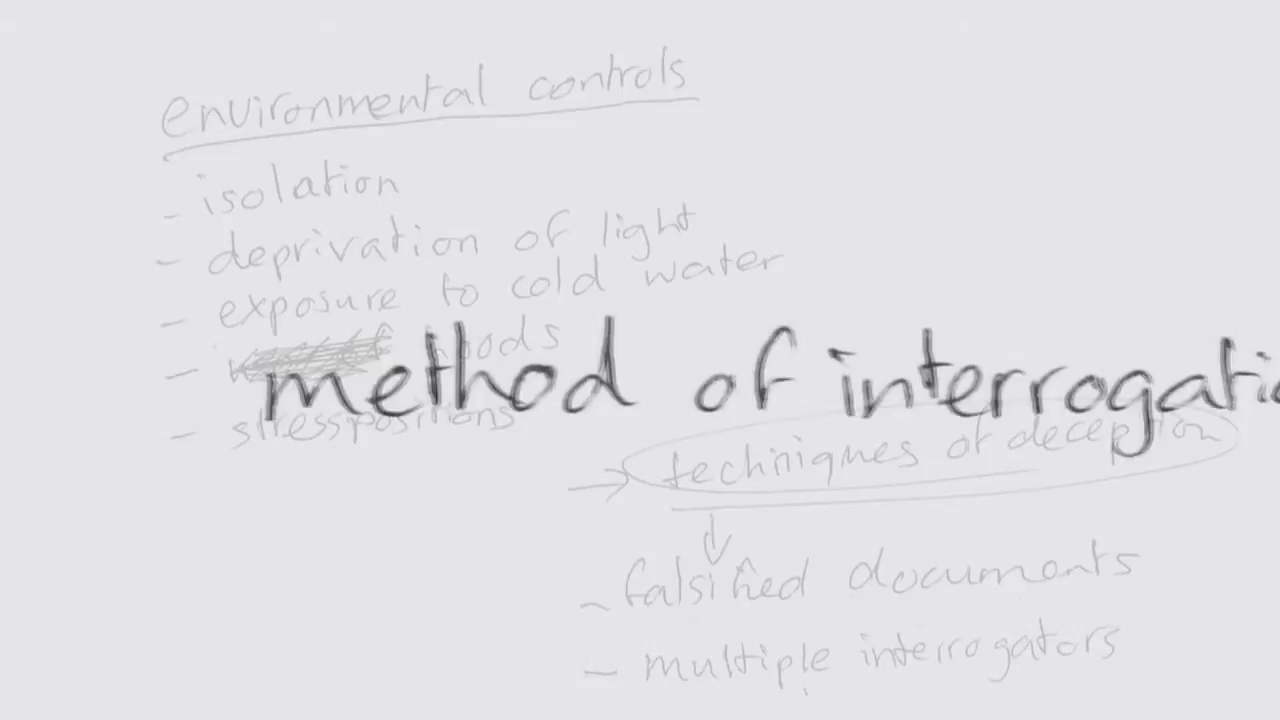 environmental controls
- isolation
- deprivation of light
- exposure to cold water
- hoods
method of interrogati
- stresspositions
→ techniques of deception
- falsified documents
- multiple interrogators